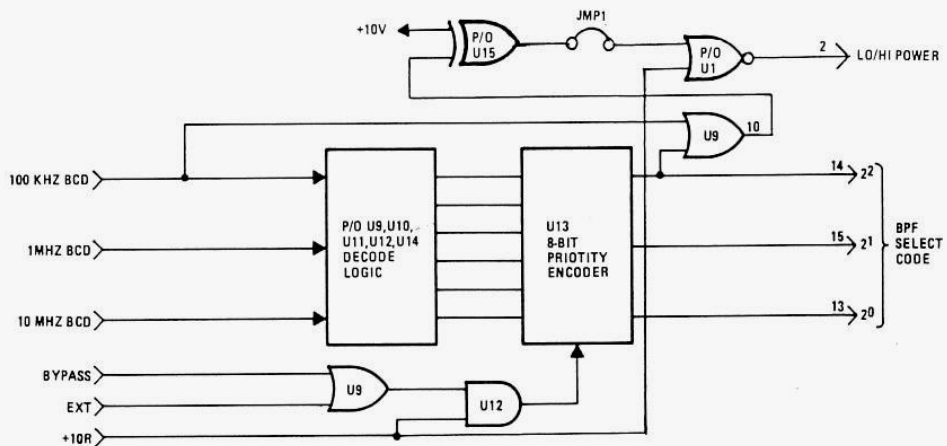 JMP1
+10V
P/O
U15
P/O
U1
2
LO/HI POWER
U9
10
100 KHZ BCD
1MHZ BCD
10 MHZ BCD
P/O U9,U10,
U11,U12,U14
DECODE
LOGIC
U13
8-BIT
PRIOTITY
ENCODER
14
2²
15
2¹
13
2⁰
BPF
SELECT
CODE
BYPASS
EXT
+10R
U9
U12